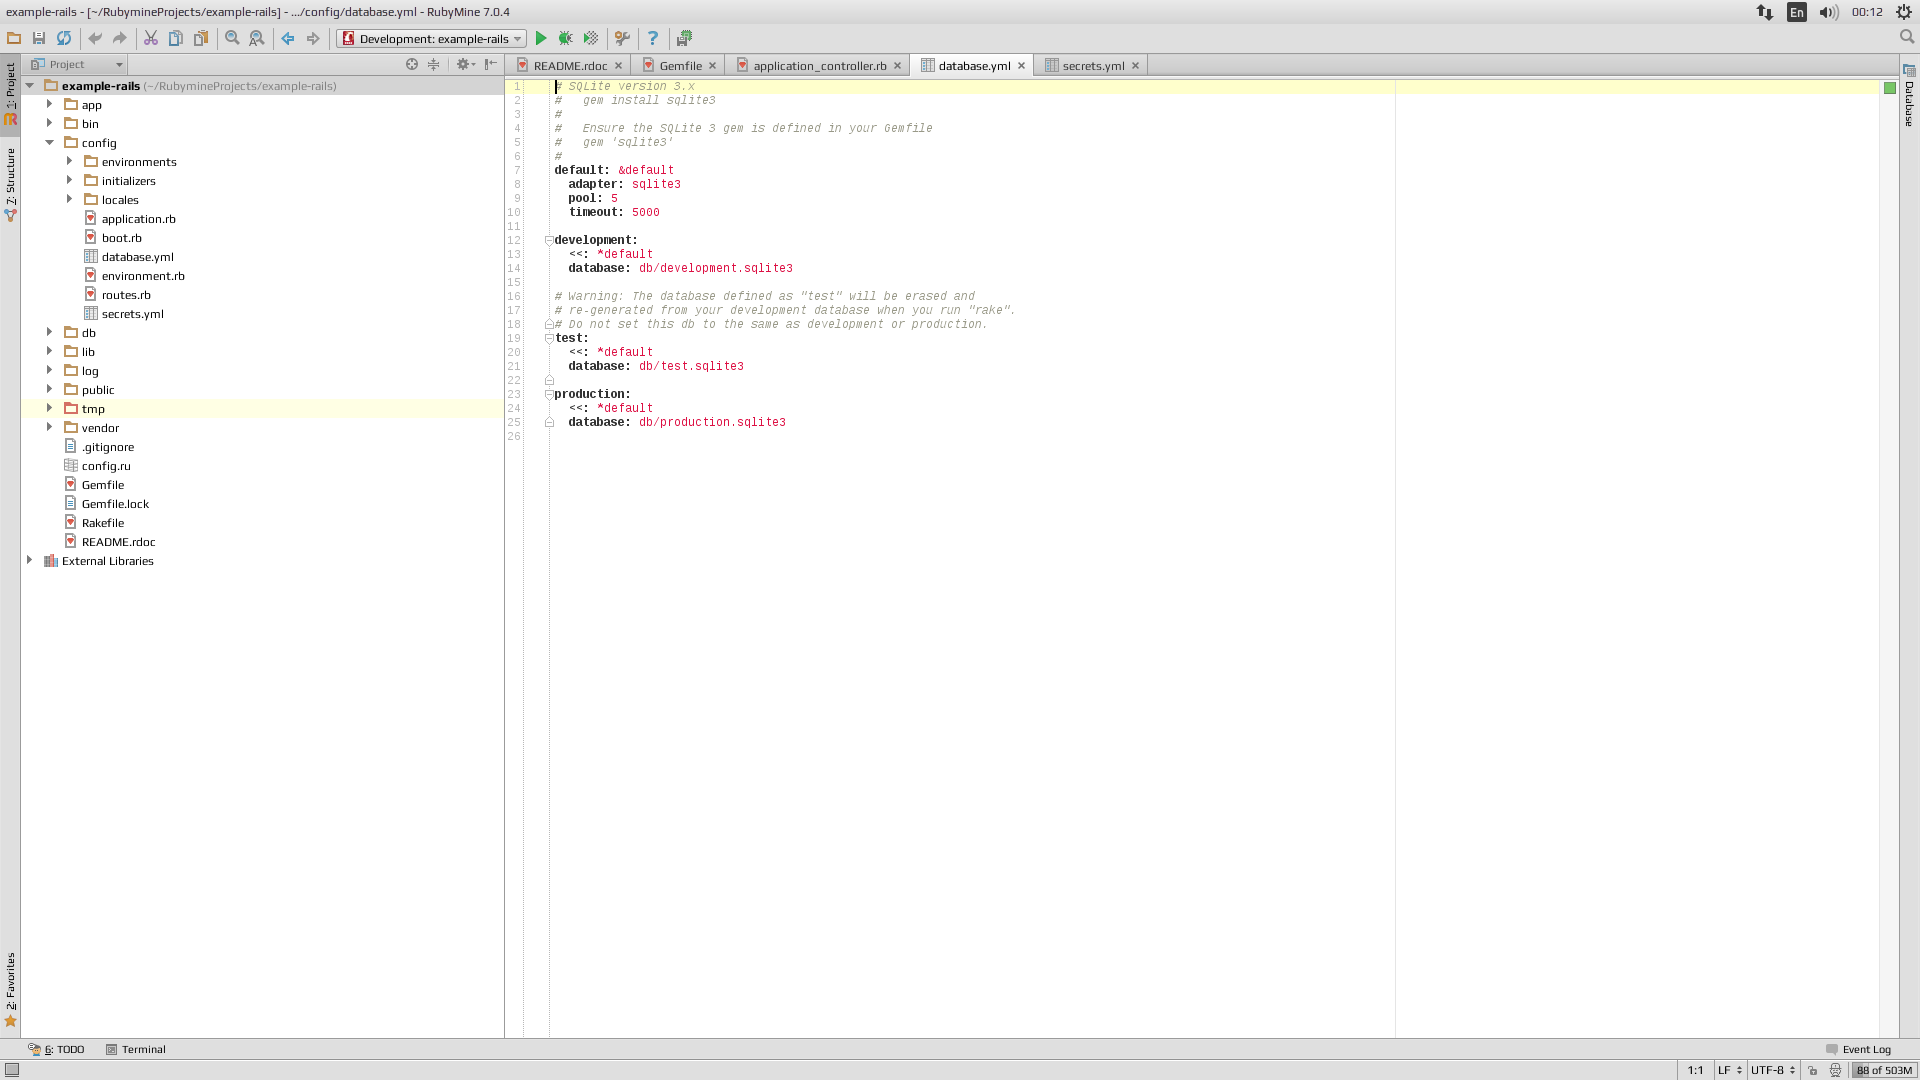 example-rails - [~/RubymineProjects/example-rails] - .../config/database.yml - RubyMine 7.0.4
En
00:12
Development: example-rails
Project
README.rdoc
Gemfile
application_controller.rb
database.yml
secrets.yml
1: Project
7: Structure
2: Favorites
Database
example-rails (~/RubymineProjects/example-rails)
app
bin
config
environments
initializers
locales
application.rb
boot.rb
database.yml
environment.rb
routes.rb
secrets.yml
db
lib
log
public
tmp
vendor
.gitignore
config.ru
Gemfile
Gemfile.lock
Rakefile
README.rdoc
External Libraries
1 # SQLite version 3.x
2 #   gem install sqlite3
3 #
4 #   Ensure the SQLite 3 gem is defined in your Gemfile
5 #   gem 'sqlite3'
6 #
7 default: &default
8   adapter: sqlite3
9   pool: 5
10   timeout: 5000
11
12 development:
13   <<: *default
14   database: db/development.sqlite3
15
16 # Warning: The database defined as "test" will be erased and
17 # re-generated from your development database when you run "rake".
18 # Do not set this db to the same as development or production.
19 test:
20   <<: *default
21   database: db/test.sqlite3
22
23 production:
24   <<: *default
25   database: db/production.sqlite3
26
6: TODO
Terminal
Event Log
1:1
LF
UTF-8
88 of 503M